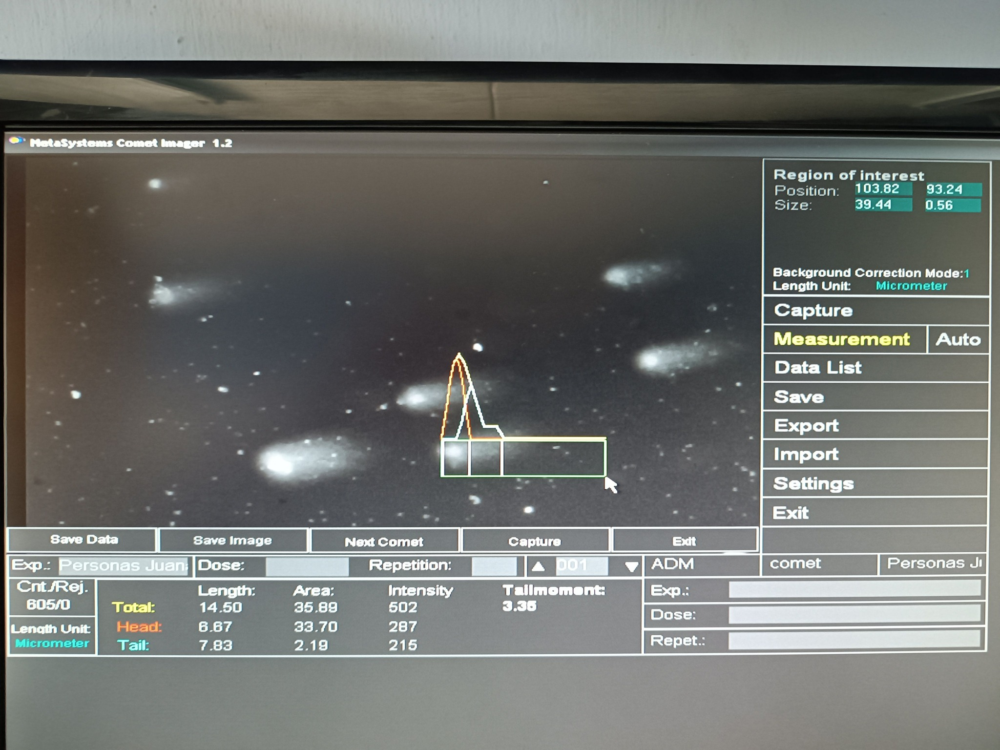 MetaSystems Comet Imager 1.2
Region of interest
Position: 103.82 93.24
Size: 39.44 0.56
Background Correction Mode:1
Length Unit: Micrometer
Capture
Measurement Auto
Data List
Save
Export
Import
Settings
Exit
Save Data Save Image Next Comet Capture Exit
Exp.: Personas Juan Dose: Repetition: 001 ADM comet Personas
Cnt./Rej. Length: Area: Intensity Tailmoment: Exp.:
605/0 Total: 14.50 35.89 502 3.35 Dose:
Length Unit: Head: 6.67 33.70 287
Micrometer Tail: 7.83 2.19 215 Repet.: